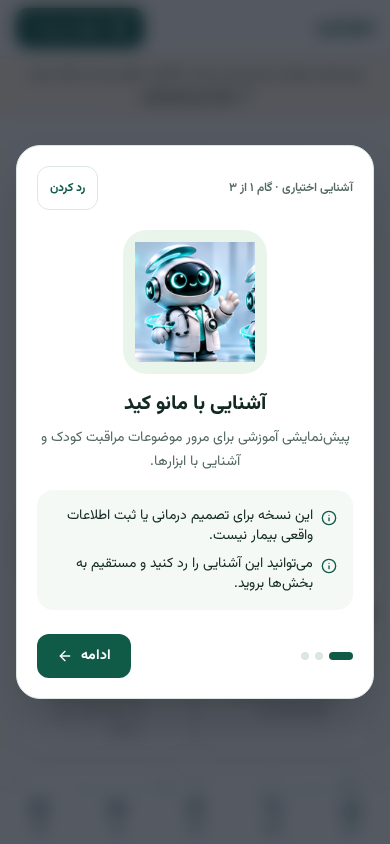 آشنایی اختیاری · گام ۱ از ۳
رد کردن
آشنایی با مانو کید
پیش‌نمایشی آموزشی برای مرور موضوعات مراقبت کودک و
آشنایی با ابزارها.
این نسخه برای تصمیم درمانی یا ثبت اطلاعات
واقعی بیمار نیست.
می‌توانید این آشنایی را رد کنید و مستقیم به
بخش‌ها بروید.
ادامه